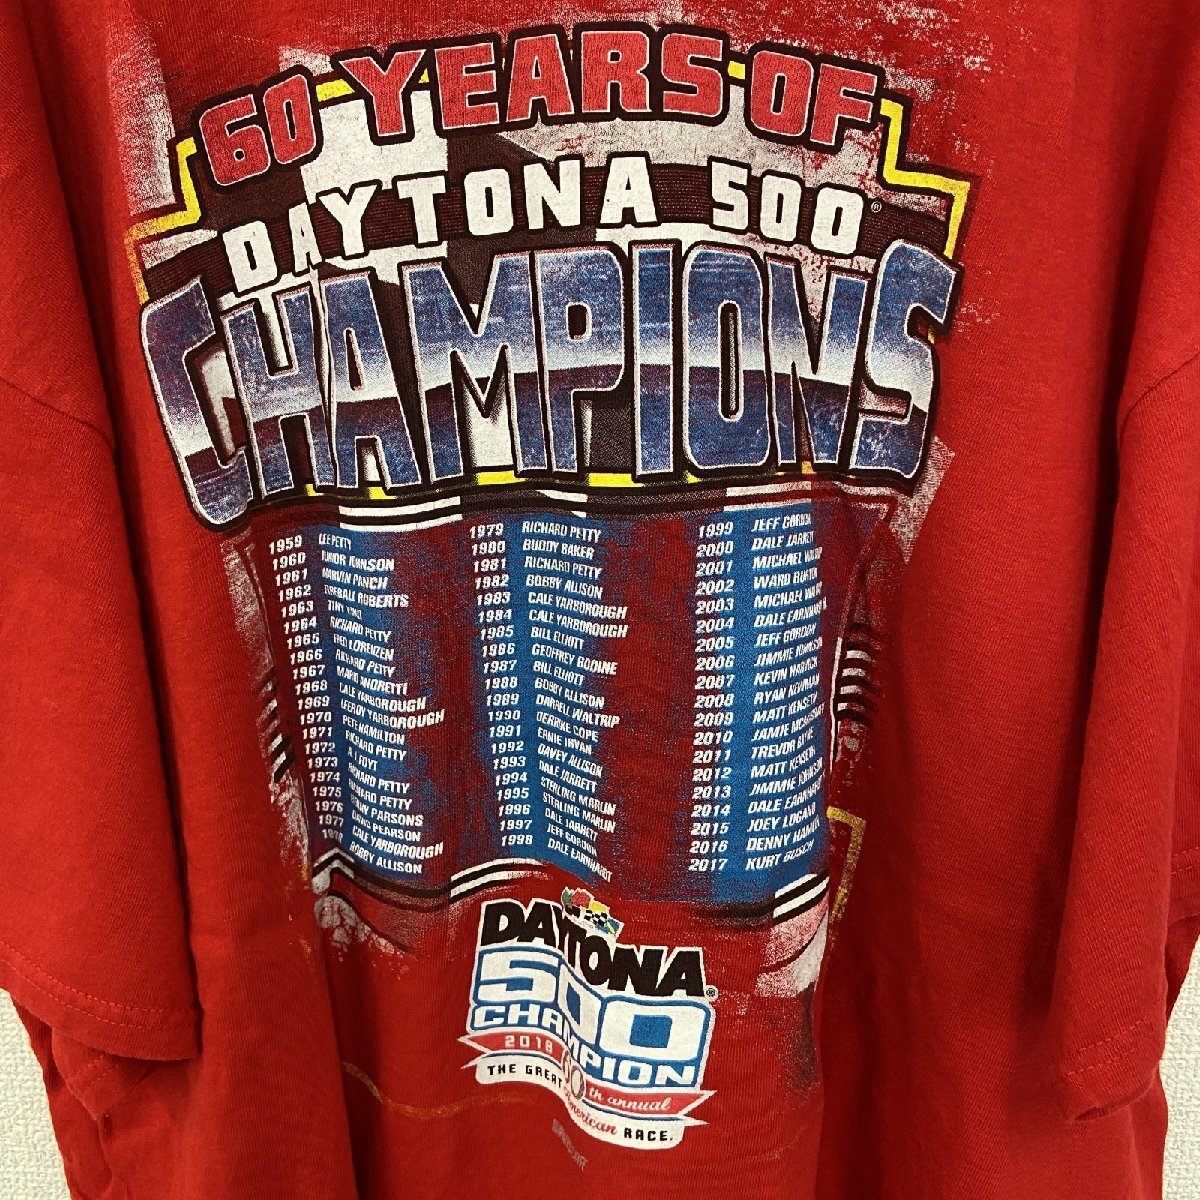 60 YEARS OF
DAYTONA 500®
CHAMPIONS
1959 LEE PETTY
1960 JUNIOR JOHNSON
1961 MARVIN PANCH
1962 FIREBALL ROBERTS
1963 TINY LUND
1964 RICHARD PETTY
1965 FRED LORENZEN
1966 RICHARD PETTY
1967 MARIO ANDRETTI
1968 CALE YARBOROUGH
1969 LEEROY YARBOROUGH
1970 PETE HAMILTON
1971 RICHARD PETTY
1972 A J FOYT
1973 RICHARD PETTY
1974 RICHARD PETTY
1975 BENNY PARSONS
1976 DAVID PEARSON
1977 CALE YARBOROUGH
1978 BOBBY ALLISON
1979 RICHARD PETTY
1980 BUDDY BAKER
1981 RICHARD PETTY
1982 BOBBY ALLISON
1983 CALE YARBOROUGH
1984 CALE YARBOROUGH
1985 BILL ELLIOTT
1986 GEOFFREY BODINE
1987 BILL ELLIOTT
1988 BOBBY ALLISON
1989 DARRELL WALTRIP
1990 DERRIKE COPE
1991 ERNIE IRVAN
1992 DAVEY ALLISON
1993 DALE JARRETT
1994 STERLING MARLIN
1995 STERLING MARLIN
1996 DALE JARRETT
1997 JEFF GORDON
1998 DALE EARNHARDT
1999 JEFF GORDON
2000 DALE JARRETT
2001 MICHAEL WALTRIP
2002 WARD BURTON
2003 MICHAEL WALTRIP
2004 DALE EARNHARDT
2005 JEFF GORDON
2006 JIMMIE JOHNSON
2007 KEVIN HARVICK
2008 RYAN NEWMAN
2009 MATT KENSETH
2010 JAMIE MCMURRAY
2011 TREVOR BAYNE
2012 MATT KENSETH
2013 JIMMIE JOHNSON
2014 DALE EARNHARDT
2015 JOEY LOGANO
2016 DENNY HAMLIN
2017 KURT BUSCH
DAYTONA®
500
CHAMPION
2018 60th annual
THE GREAT American RACE.